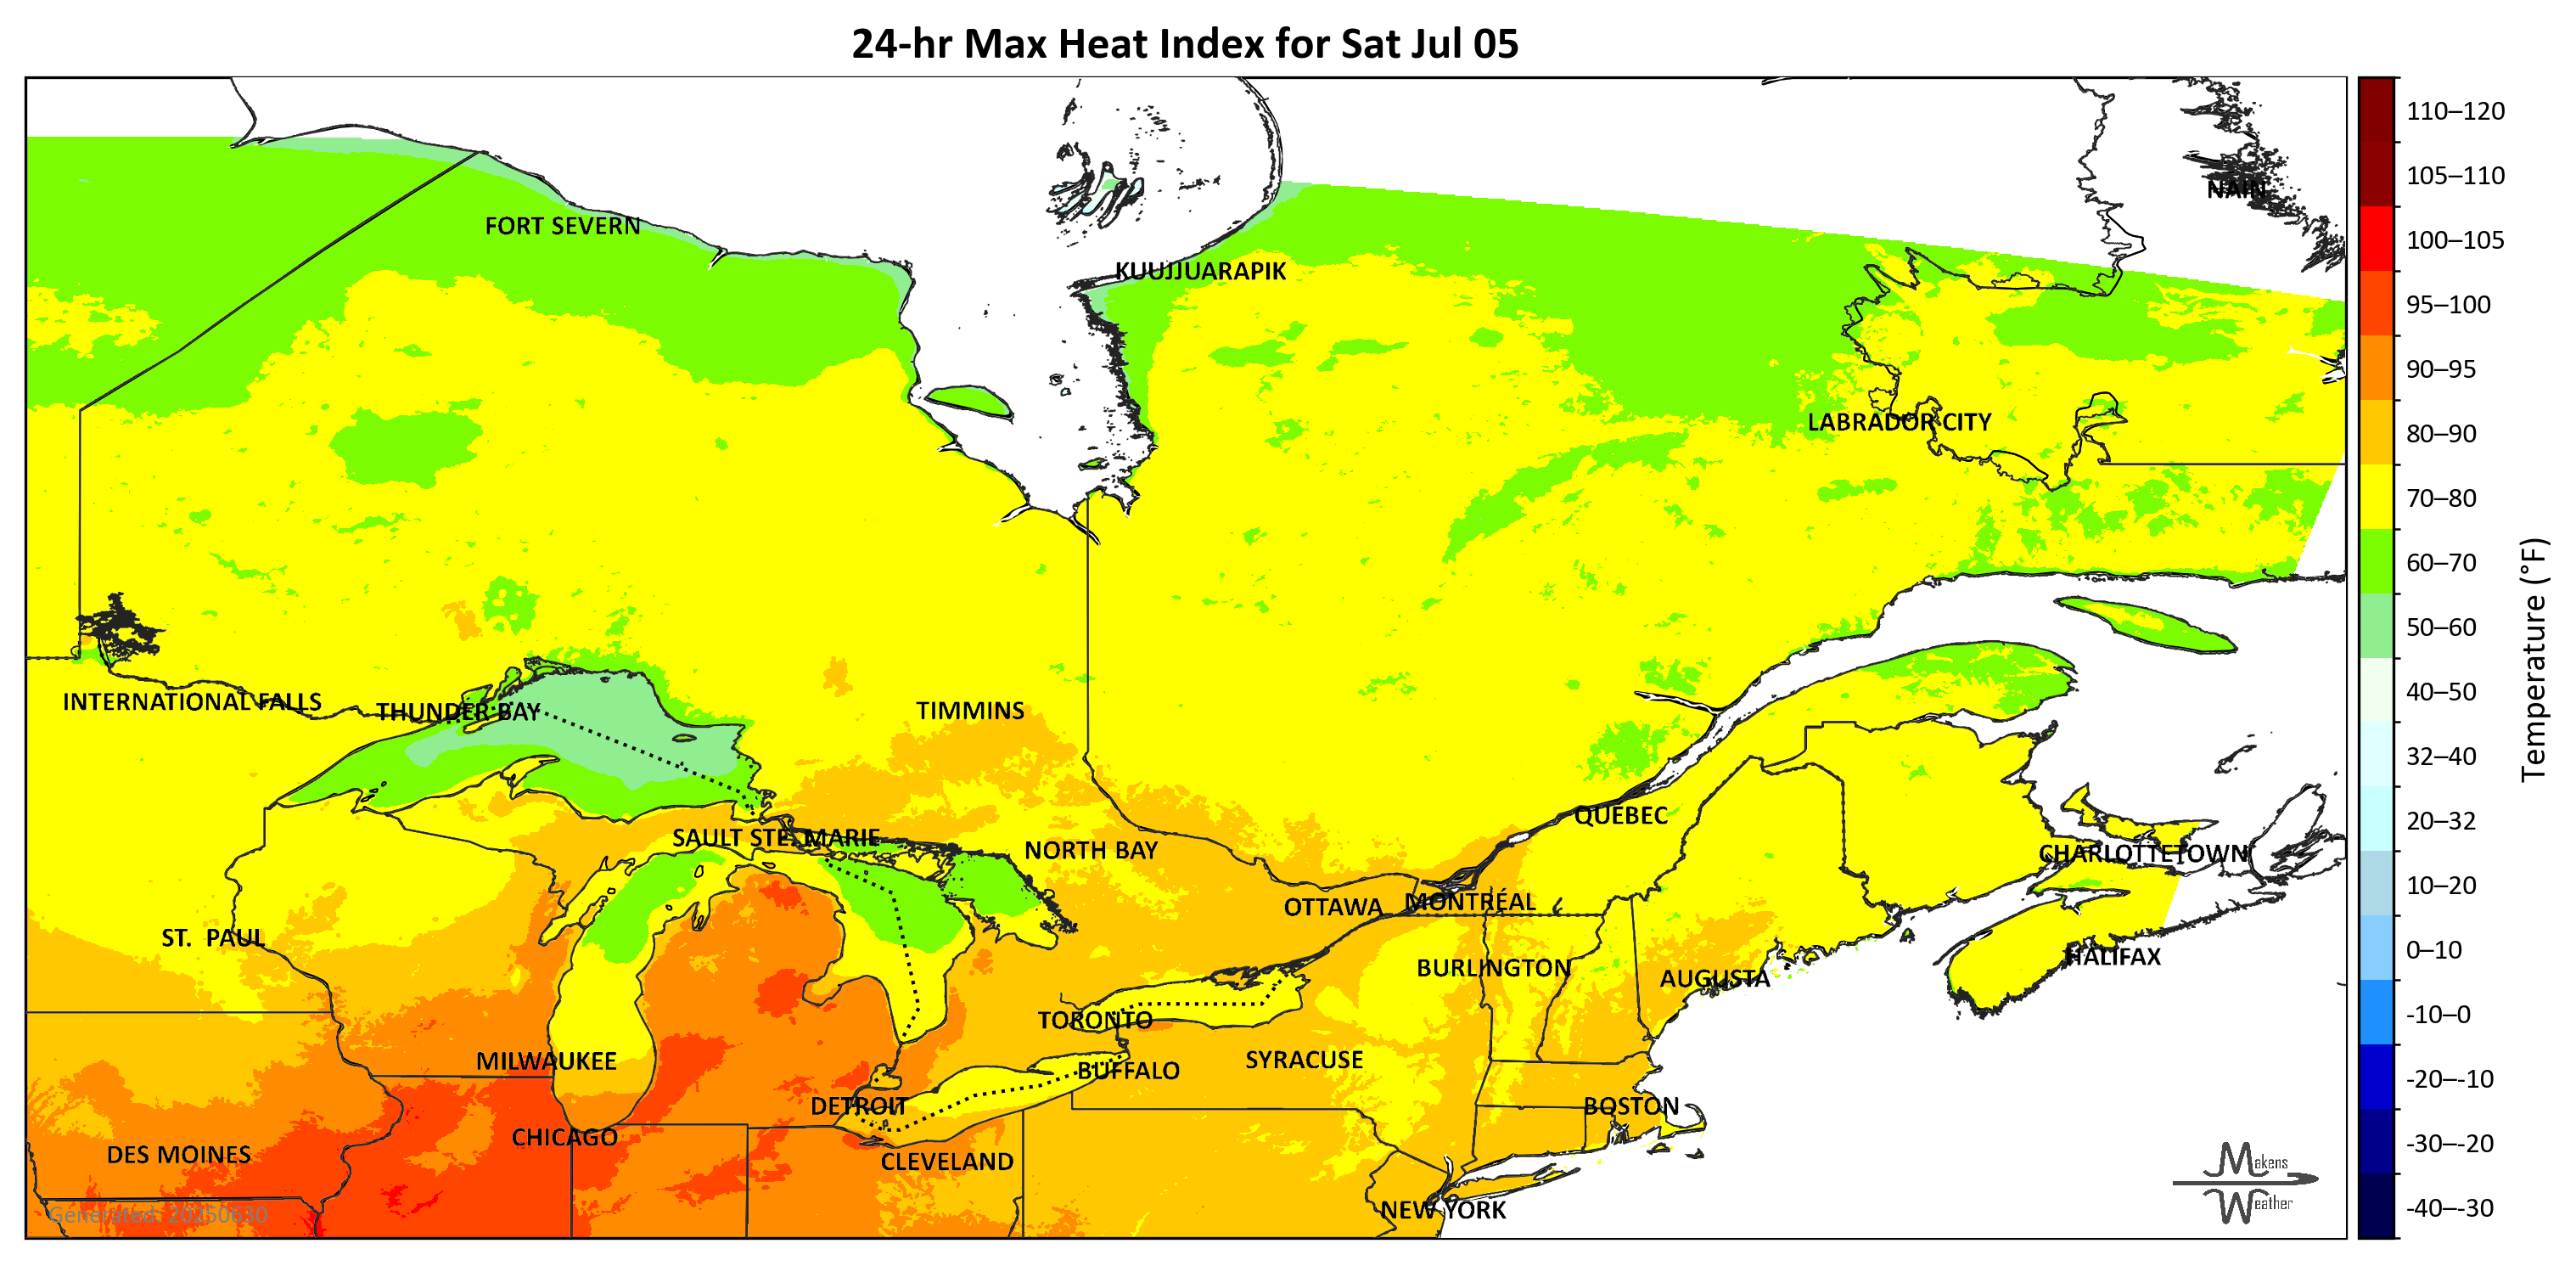 24-hr Max Heat Index for Sat Jul 05
110–120
105–110
NAIN
FORT SEVERN
100–105
KUUJJUARAPIK
95–100
90–95
LABRADOR CITY
80–90
70–80
60–70
50–60
Temperature (°F)
40–50
INTERNATIONAL FALLS
THUNDER BAY
TIMMINS
32–40
QUÉBEC
20–32
SAULT STE. MARIE
NORTH BAY
CHARLOTTETOWN
10–20
OTTAWA
MONTRÉAL
ST. PAUL
0–10
HALIFAX
BURLINGTON
AUGUSTA
-10–0
TORONTO
MILWAUKEE
SYRACUSE
BUFFALO
-20–-10
DETROIT
BOSTON
CHICAGO
-30–-20
DES MOINES
CLEVELAND
Makens
Weather
NEW YORK
-40–-30
Generated: 20250630